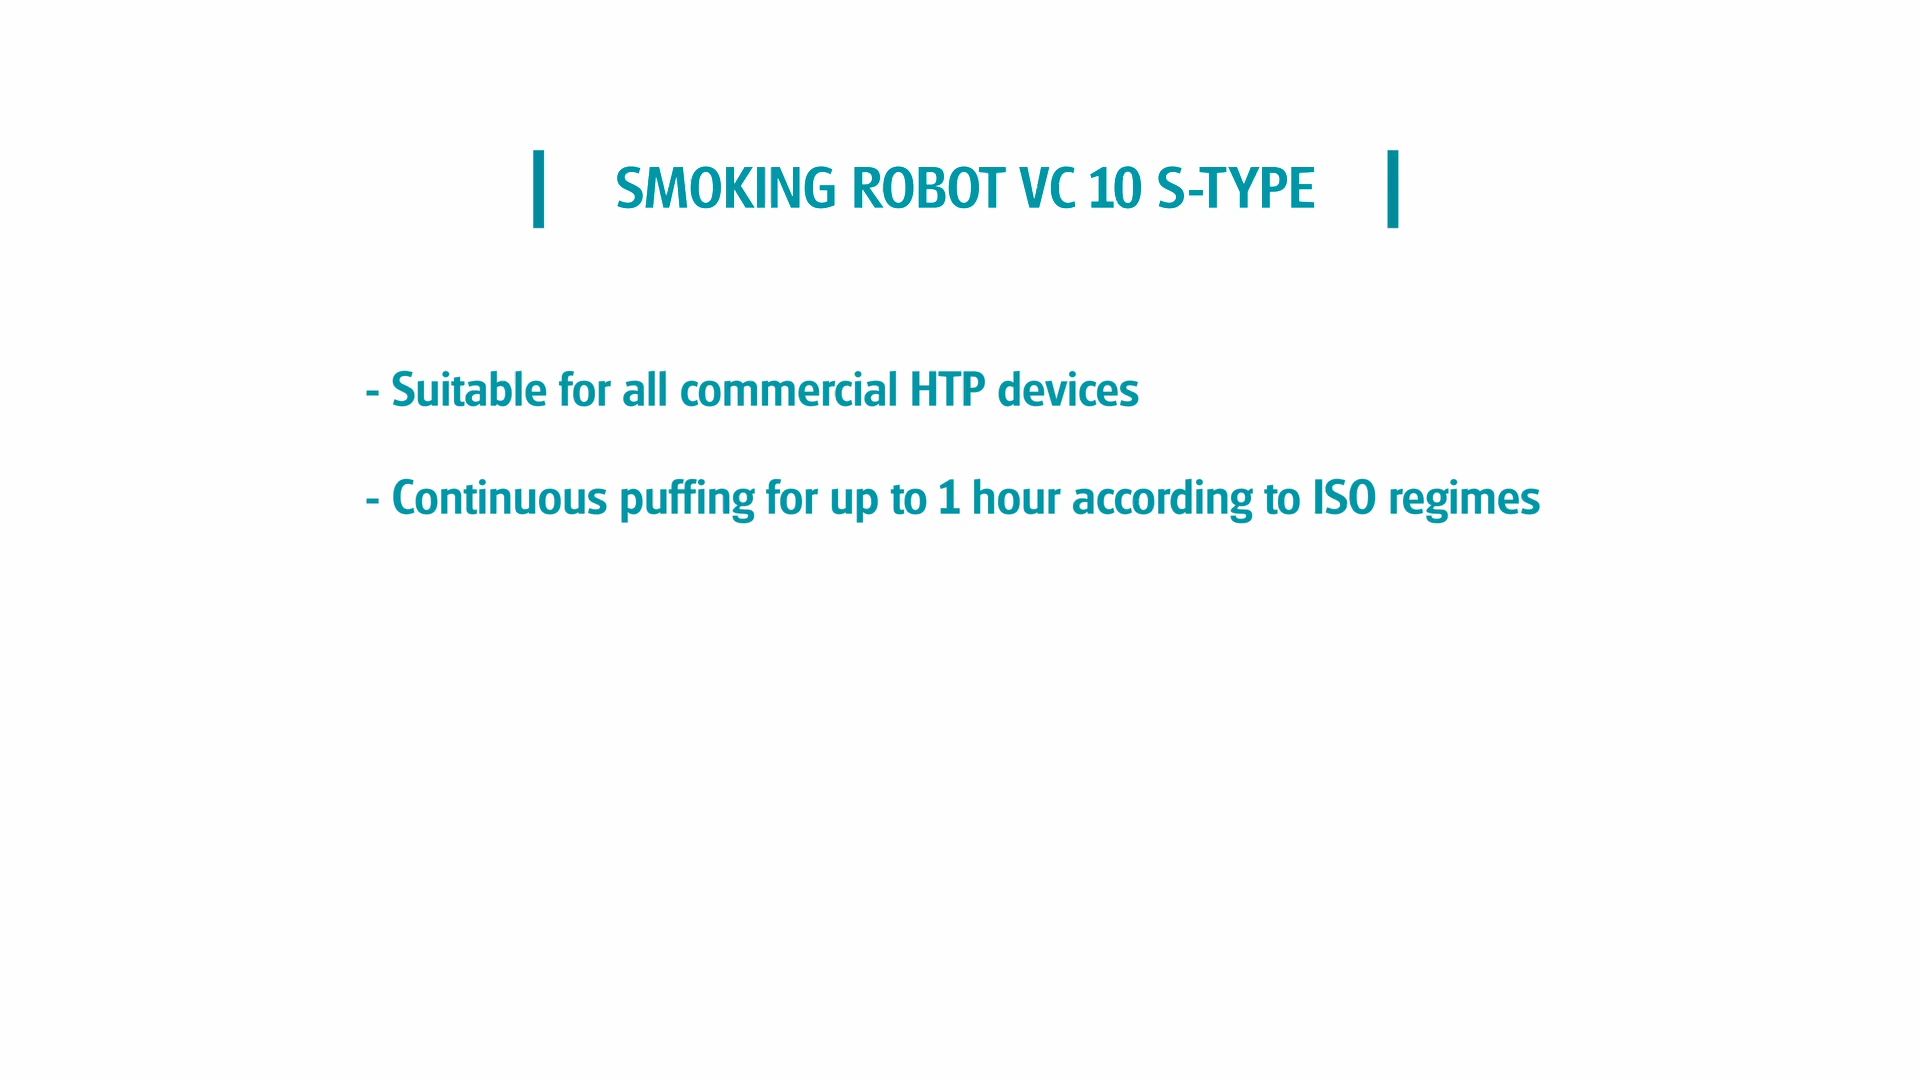 SMOKING ROBOT VC 10 S-TYPE
- Suitable for all commercial HTP devices
- Continuous puffing for up to 1 hour according to ISO regimes